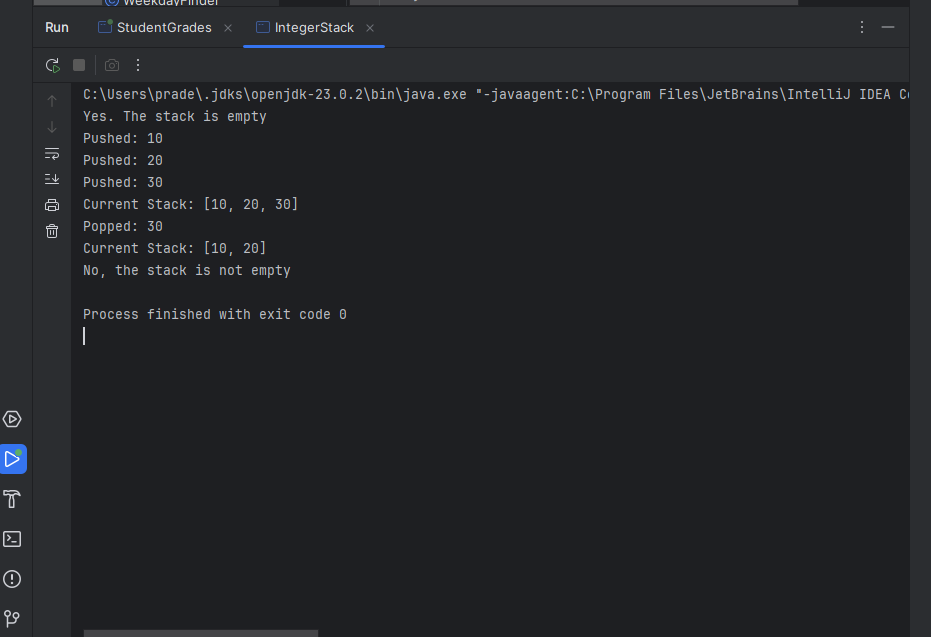 WeekdayFinder
Run StudentGrades IntegerStack
C:\Users\prade\.jdks\openjdk-23.0.2\bin\java.exe "-javaagent:C:\Program Files\JetBrains\IntelliJ IDEA Co
Yes. The stack is empty
Pushed: 10
Pushed: 20
Pushed: 30
Current Stack: [10, 20, 30]
Popped: 30
Current Stack: [10, 20]
No, the stack is not empty
Process finished with exit code 0